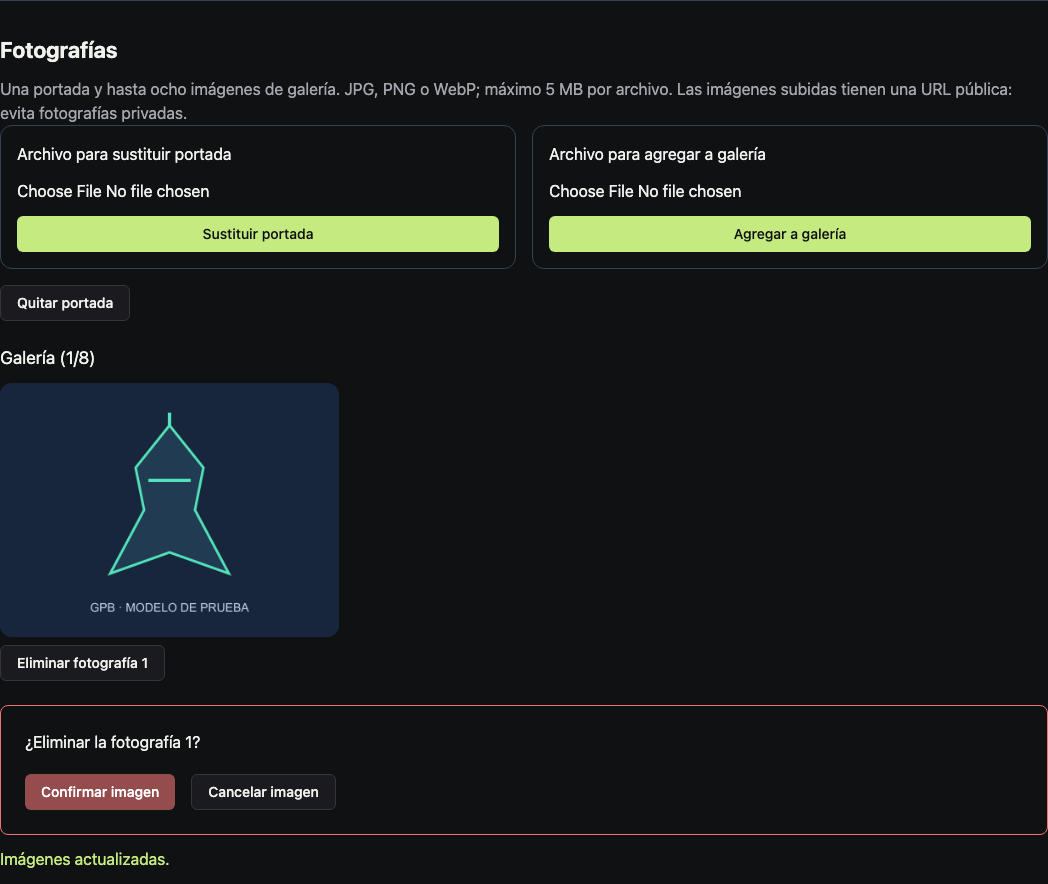 Fotografías
Una portada y hasta ocho imágenes de galería. JPG, PNG o WebP; máximo 5 MB por archivo. Las imágenes subidas tienen una URL pública:
evita fotografías privadas.
Archivo para sustituir portada
Choose File No file chosen
Sustituir portada
Archivo para agregar a galería
Choose File No file chosen
Agregar a galería
Quitar portada
Galería (1/8)
GPB · MODELO DE PRUEBA
Eliminar fotografía 1
¿Eliminar la fotografía 1?
Confirmar imagen
Cancelar imagen
Imágenes actualizadas.